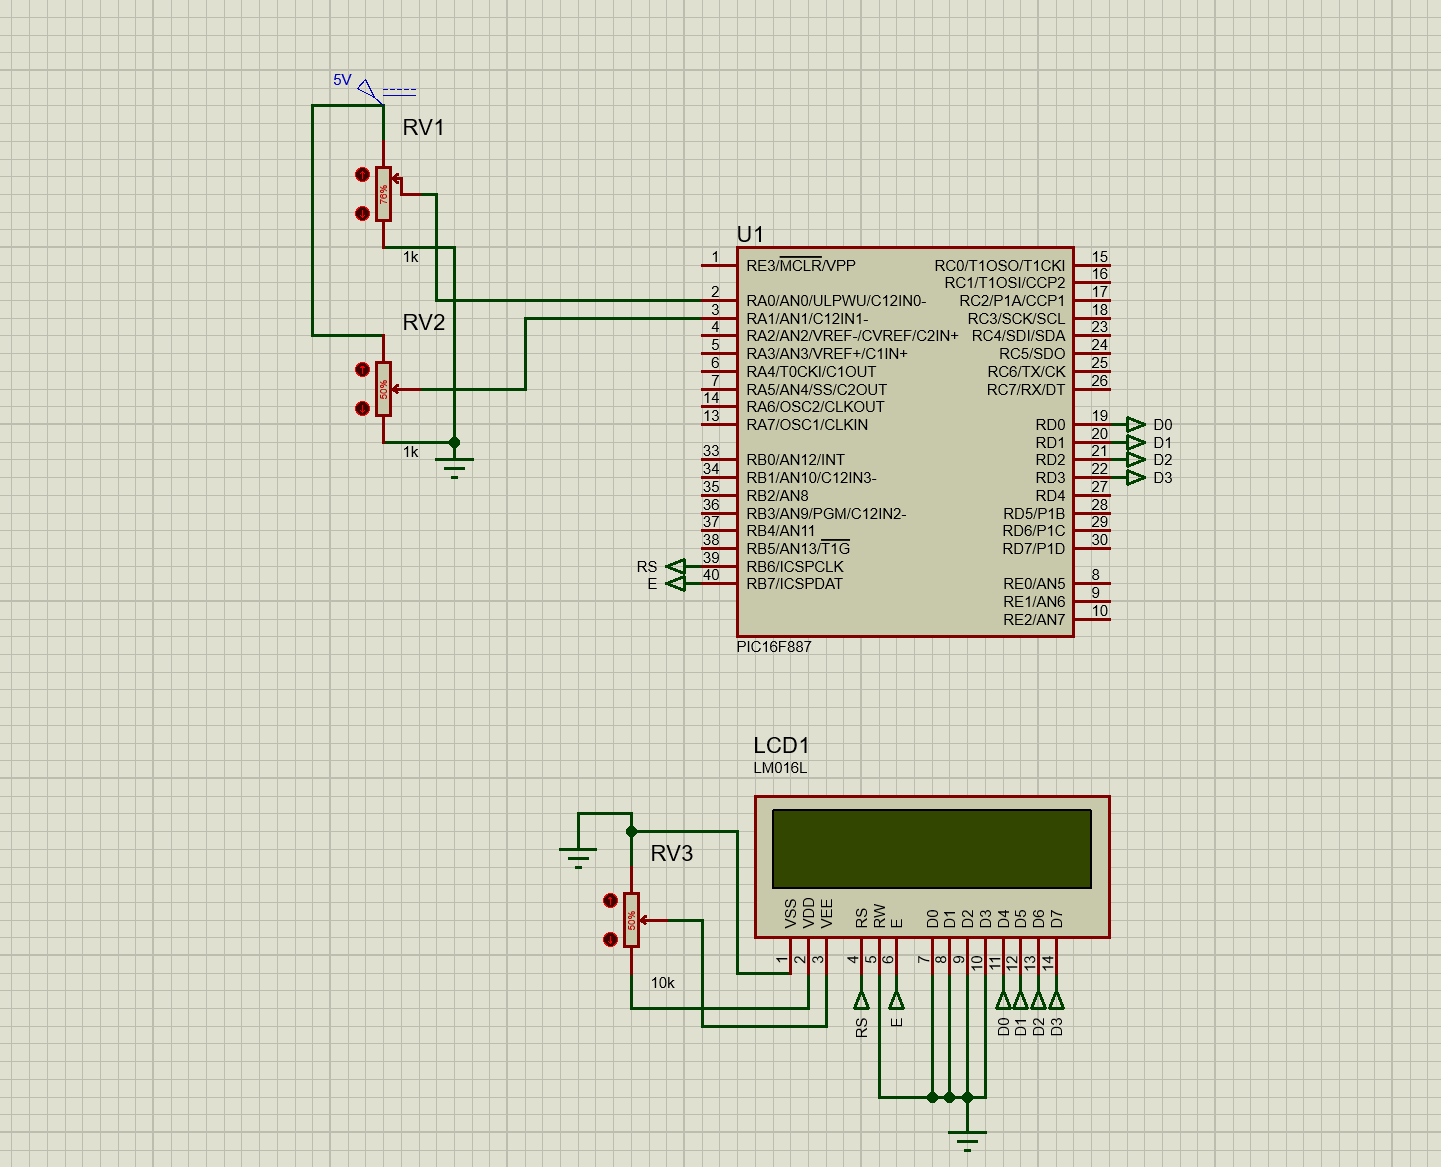 5V
RV1
76%
1k
RV2
50%
1k
U1
1 RE3/MCLR/VPP
2 RA0/AN0/ULPWU/C12IN0-
3 RA1/AN1/C12IN1-
4 RA2/AN2/VREF-/CVREF/C2IN+
5 RA3/AN3/VREF+/C1IN+
6 RA4/T0CKI/C1OUT
7 RA5/AN4/SS/C2OUT
14 RA6/OSC2/CLKOUT
13 RA7/OSC1/CLKIN
33 RB0/AN12/INT
34 RB1/AN10/C12IN3-
35 RB2/AN8
36 RB3/AN9/PGM/C12IN2-
37 RB4/AN11
38 RB5/AN13/T1G
RS 39 RB6/ICSPCLK
E 40 RB7/ICSPDAT
RC0/T1OSO/T1CKI 15
RC1/T1OSI/CCP2 16
RC2/P1A/CCP1 17
RC3/SCK/SCL 18
RC4/SDI/SDA 23
RC5/SDO 24
RC6/TX/CK 25
RC7/RX/DT 26
RD0 19 D0
RD1 20 D1
RD2 21 D2
RD3 22 D3
RD4 27
RD5/P1B 28
RD6/P1C 29
RD7/P1D 30
RE0/AN5 8
RE1/AN6 9
RE2/AN7 10
PIC16F887
LCD1
LM016L
RV3
50%
10k
VSS VDD VEE RS RW E D0 D1 D2 D3 D4 D5 D6 D7
1 2 3 4 5 6 7 8 9 10 11 12 13 14
RS E D0 D1 D2 D3